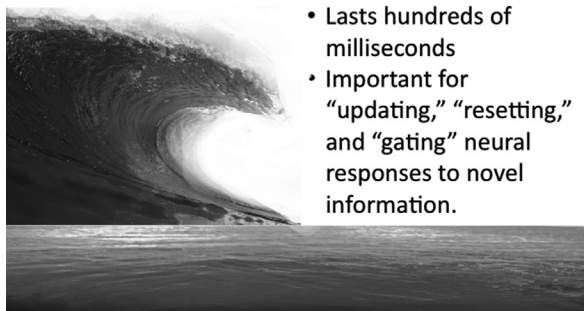 • Lasts hundreds of
milliseconds
• Important for
“updating,” “resetting,”
and “gating” neural
responses to novel
information.